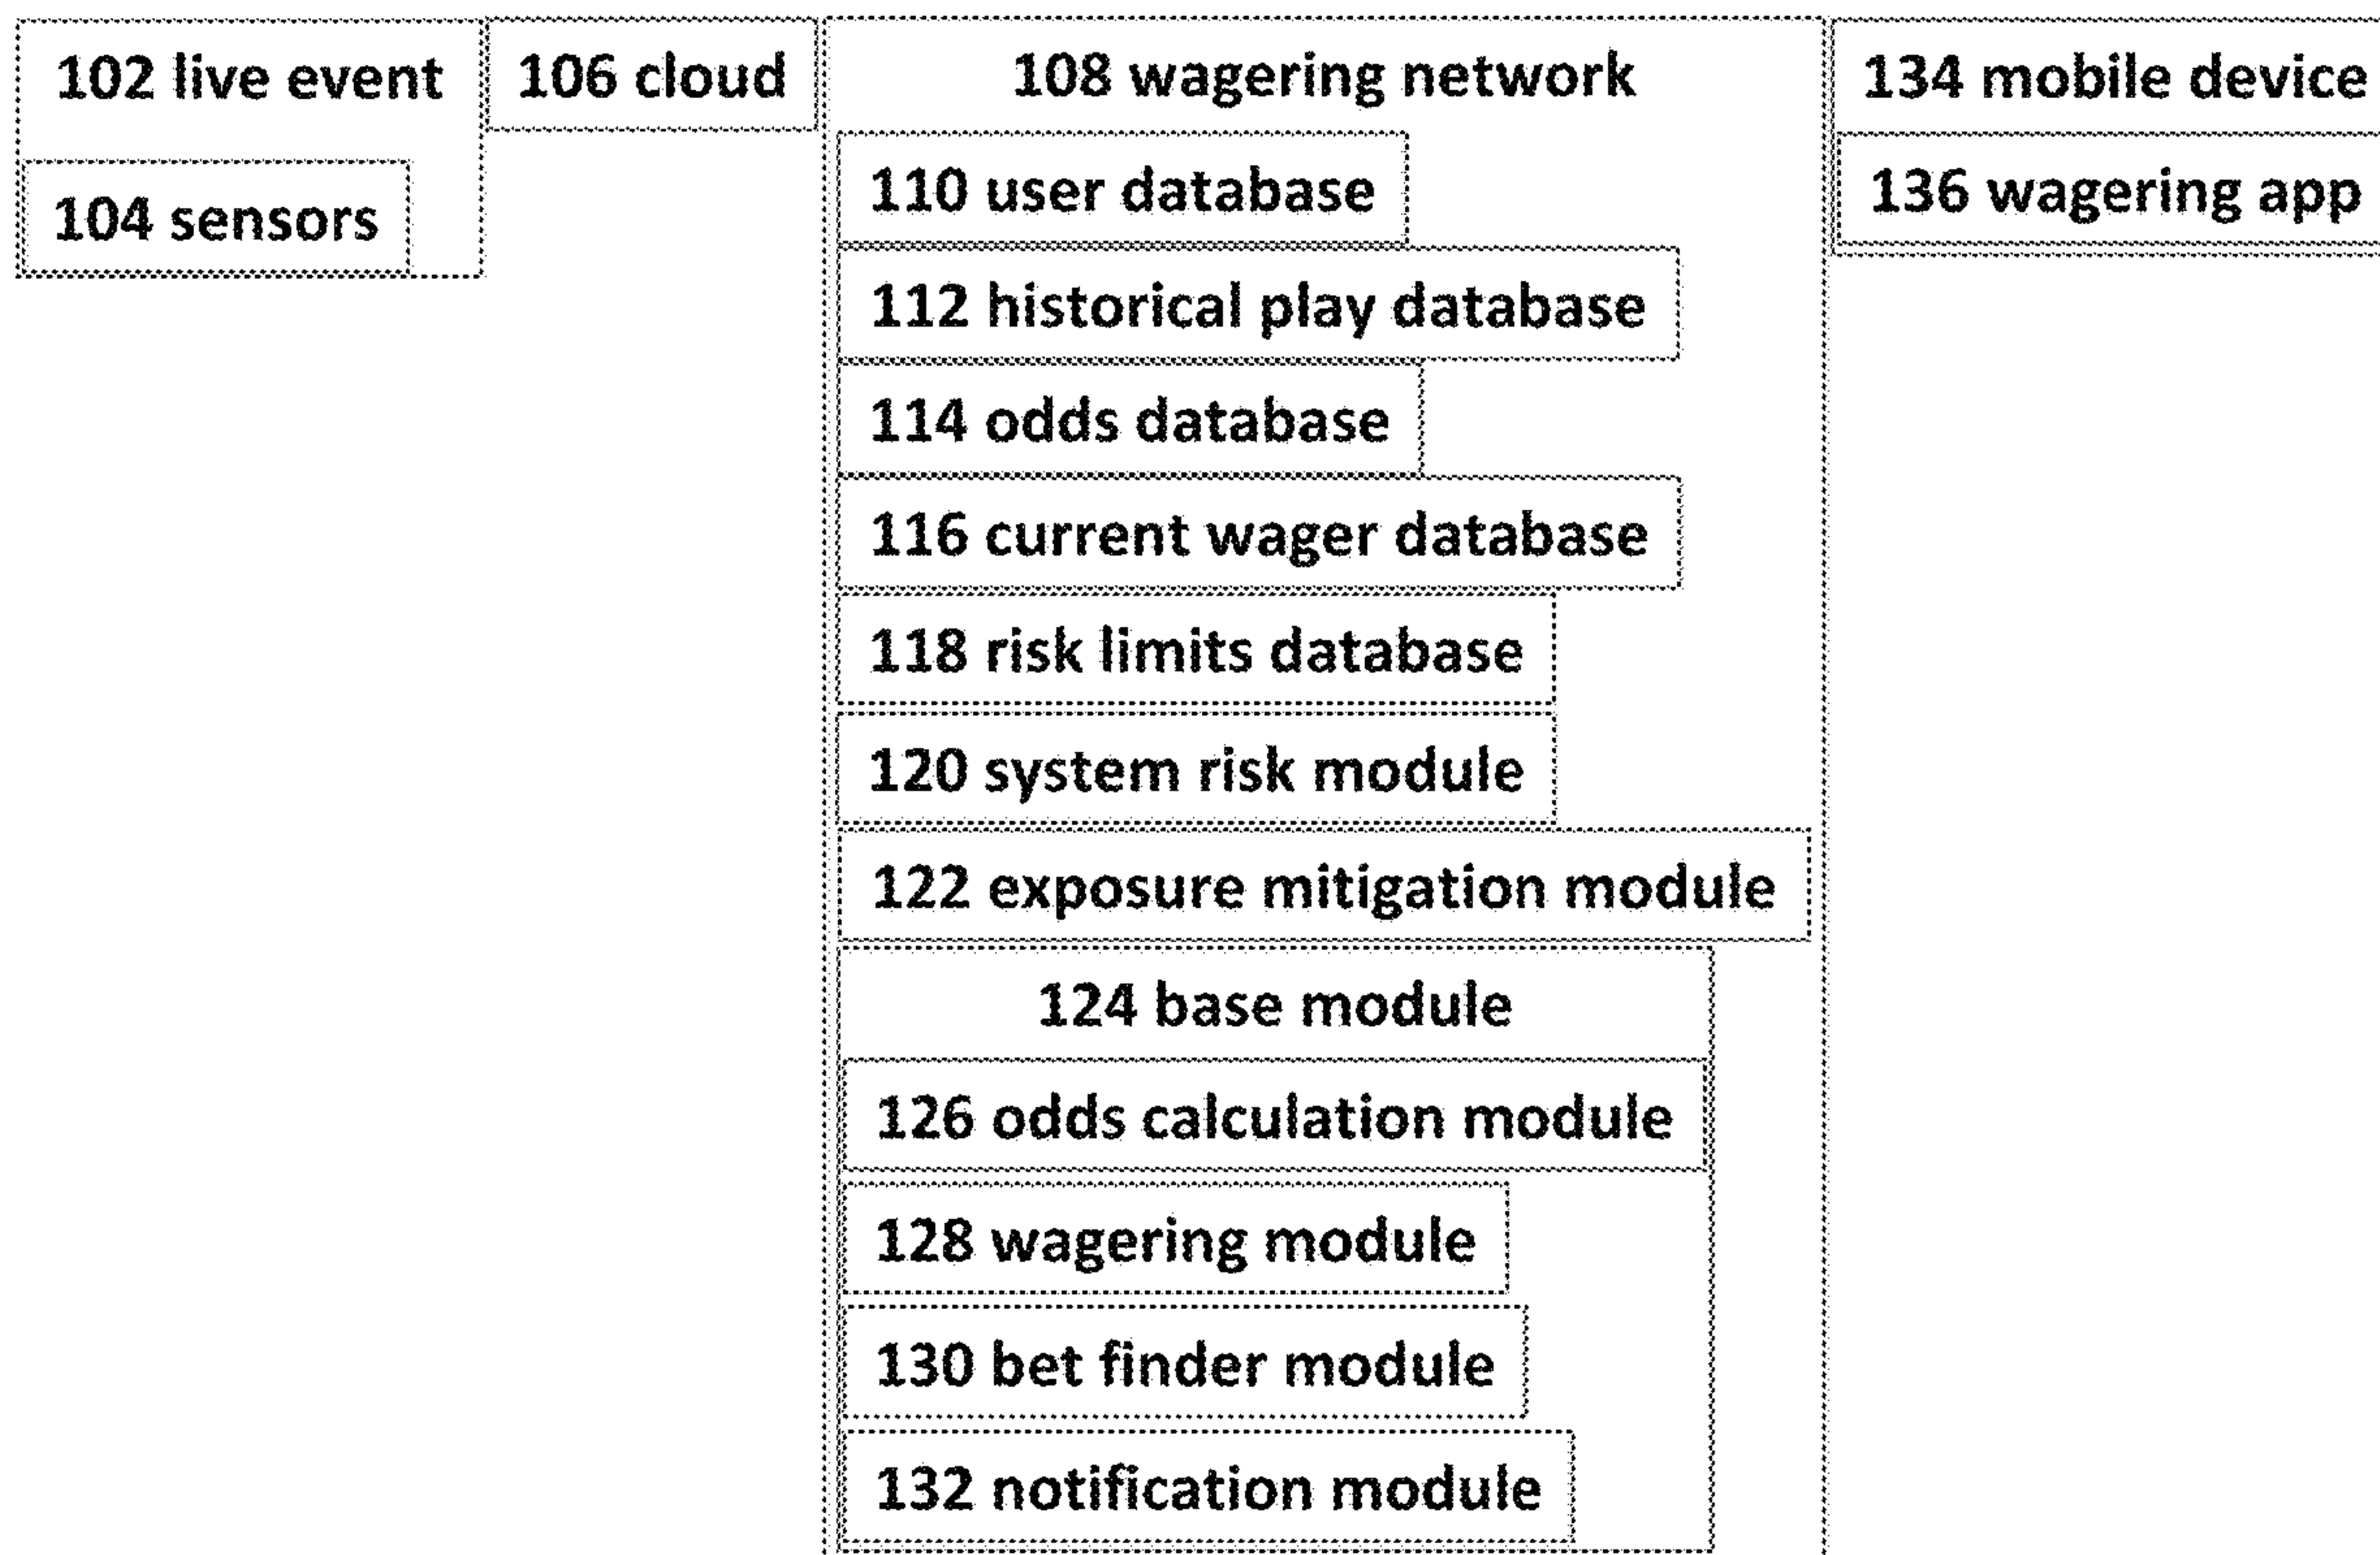 102 live event
104 sensors
106 cloud
108 wagering network
110 user database
112 historical play database
114 odds database
116 current wager database
118 risk limits database
120 system risk module
122 exposure mitigation module
124 base module
126 odds calculation module
128 wagering module
130 bet finder module
132 notification module
134 mobile device
136 wagering app